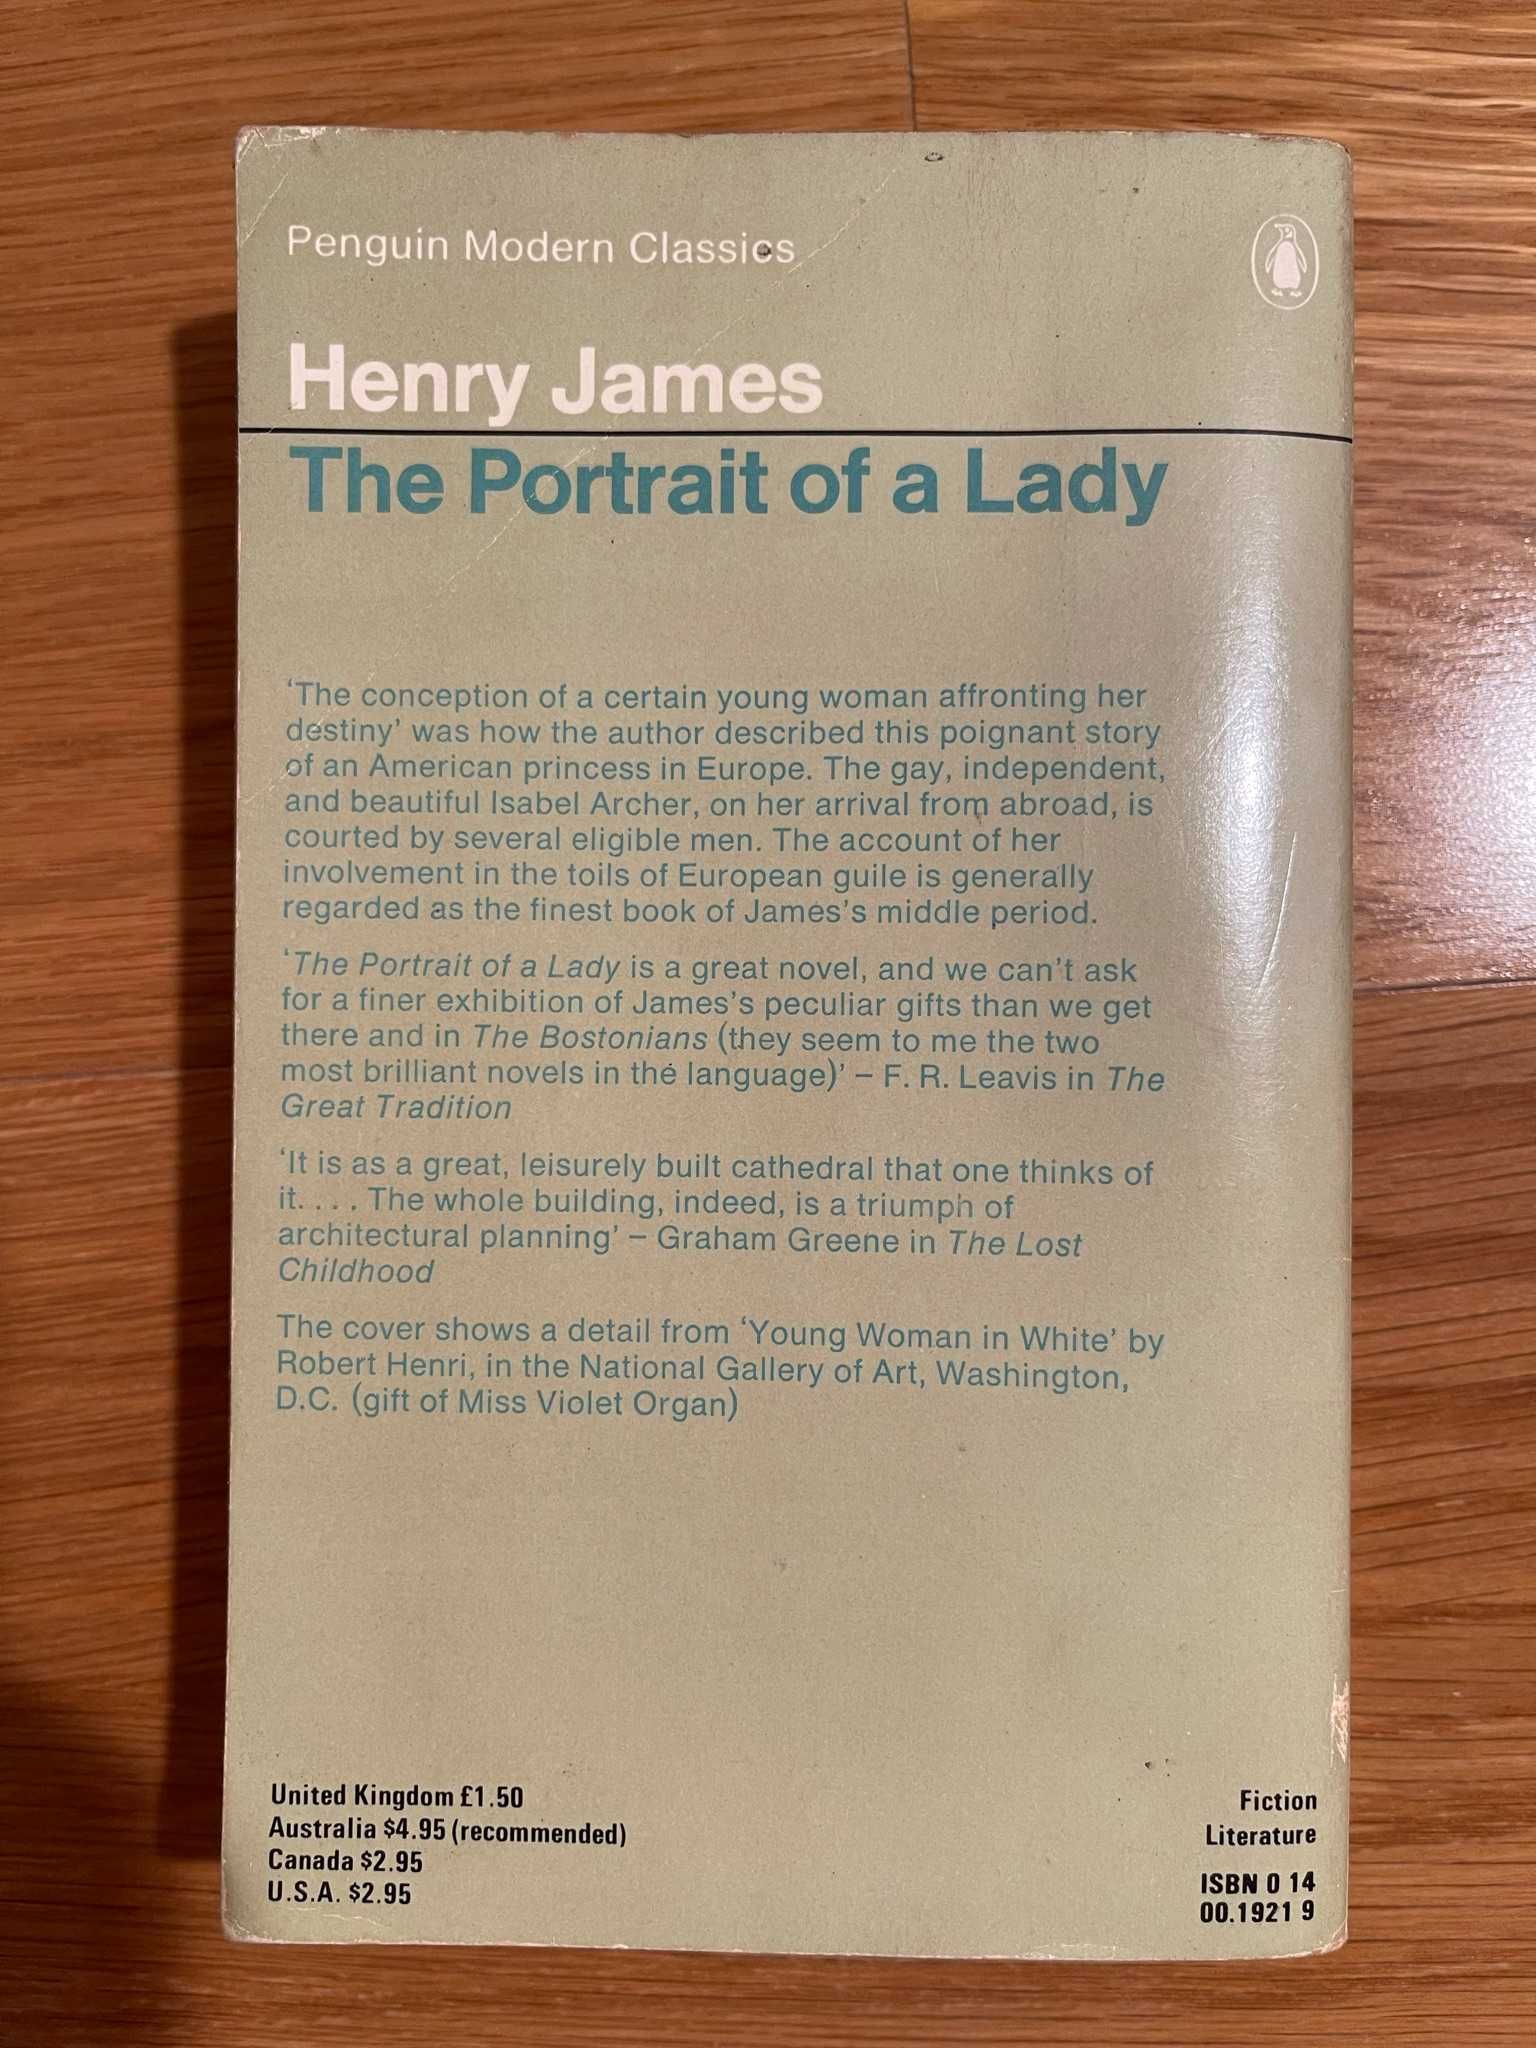 Penguin Modern Classics
Henry James
The Portrait of a Lady
‘The conception of a certain young woman affronting her
destiny’ was how the author described this poignant story
of an American princess in Europe. The gay, independent,
and beautiful Isabel Archer, on her arrival from abroad, is
courted by several eligible men. The account of her
involvement in the toils of European guile is generally
regarded as the finest book of James’s middle period.
‘The Portrait of a Lady is a great novel, and we can’t ask
for a finer exhibition of James’s peculiar gifts than we get
there and in The Bostonians (they seem to me the two
most brilliant novels in the language)’ – F. R. Leavis in The
Great Tradition
‘It is as a great, leisurely built cathedral that one thinks of
it. . . . The whole building, indeed, is a triumph of
architectural planning’ – Graham Greene in The Lost
Childhood
The cover shows a detail from ‘Young Woman in White’ by
Robert Henri, in the National Gallery of Art, Washington,
D.C. (gift of Miss Violet Organ)
United Kingdom £1.50
Australia $4.95 (recommended)
Canada $2.95
U.S.A. $2.95
Fiction
Literature
ISBN 0 14
00.1921 9